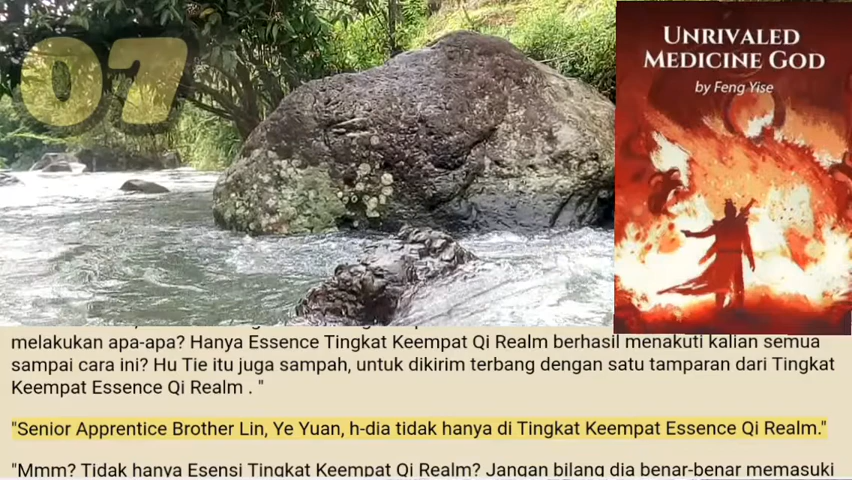 07
UNRIVALED
MEDICINE GOD
by Feng Yise
melakukan apa-apa? Hanya Essence Tingkat Keempat Qi Realm berhasil menakuti kalian semua
sampai cara ini? Hu Tie itu juga sampah, untuk dikirim terbang dengan satu tamparan dari Tingkat
Keempat Essence Qi Realm . "
"Senior Apprentice Brother Lin, Ye Yuan, h-dia tidak hanya di Tingkat Keempat Essence Qi Realm."
"Mmm? Tidak hanya Esensi Tingkat Keempat Qi Realm? Jangan bilang dia benar-benar memasuki